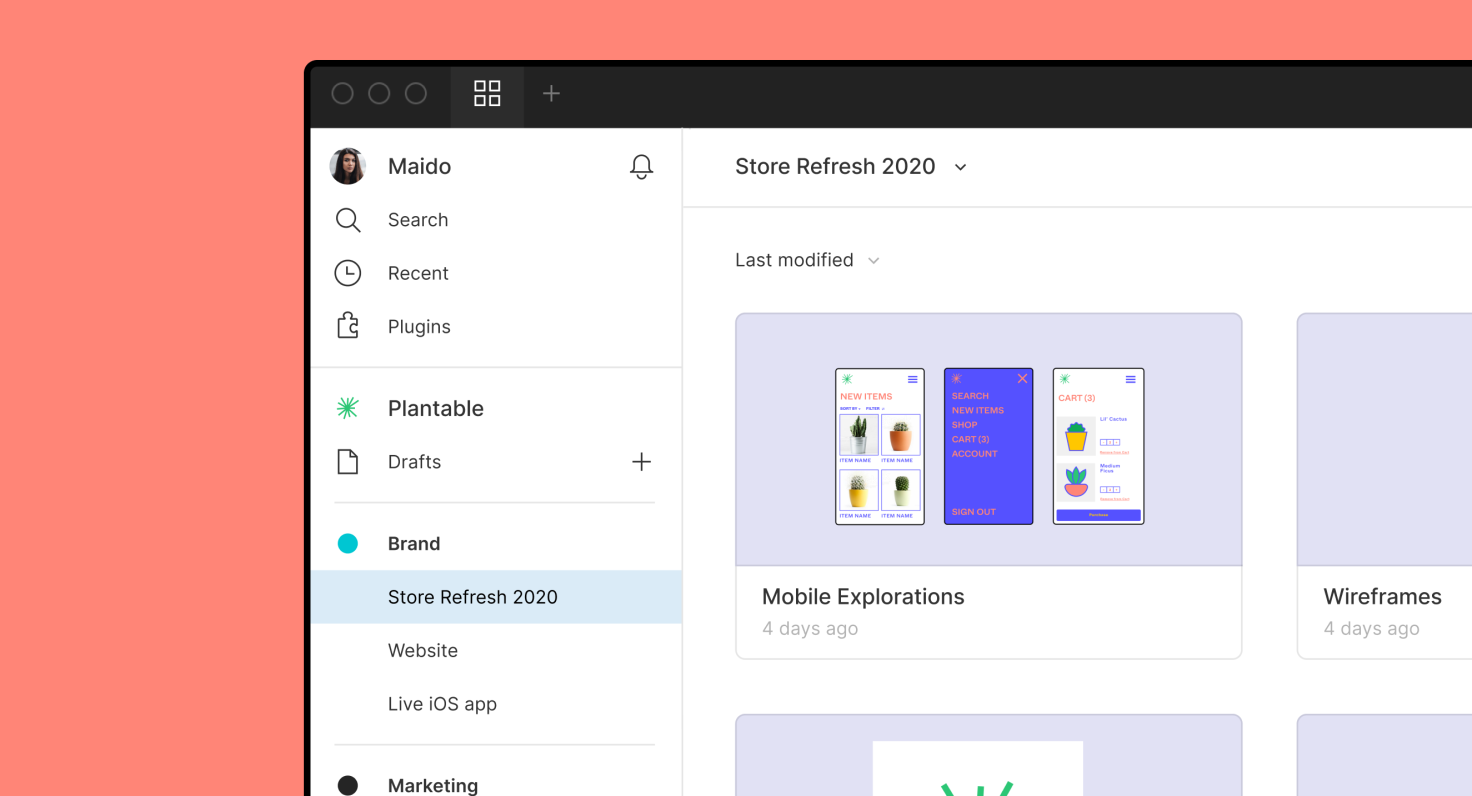 Maido
Search
Recent
Plugins
Plantable
Drafts
Brand
Store Refresh 2020
Website
Live iOS app
Marketing
Store Refresh 2020
Last modified
NEW ITEMS
SORT BY
FILTER
ITEM NAME
ITEM NAME
ITEM NAME
ITEM NAME
SEARCH
NEW ITEMS
SHOP
CART (3)
ACCOUNT
SIGN OUT
CART (3)
Lil' Cactus
Medium
Ficus
Purchase
Mobile Explorations
4 days ago
Wireframes
4 days ago